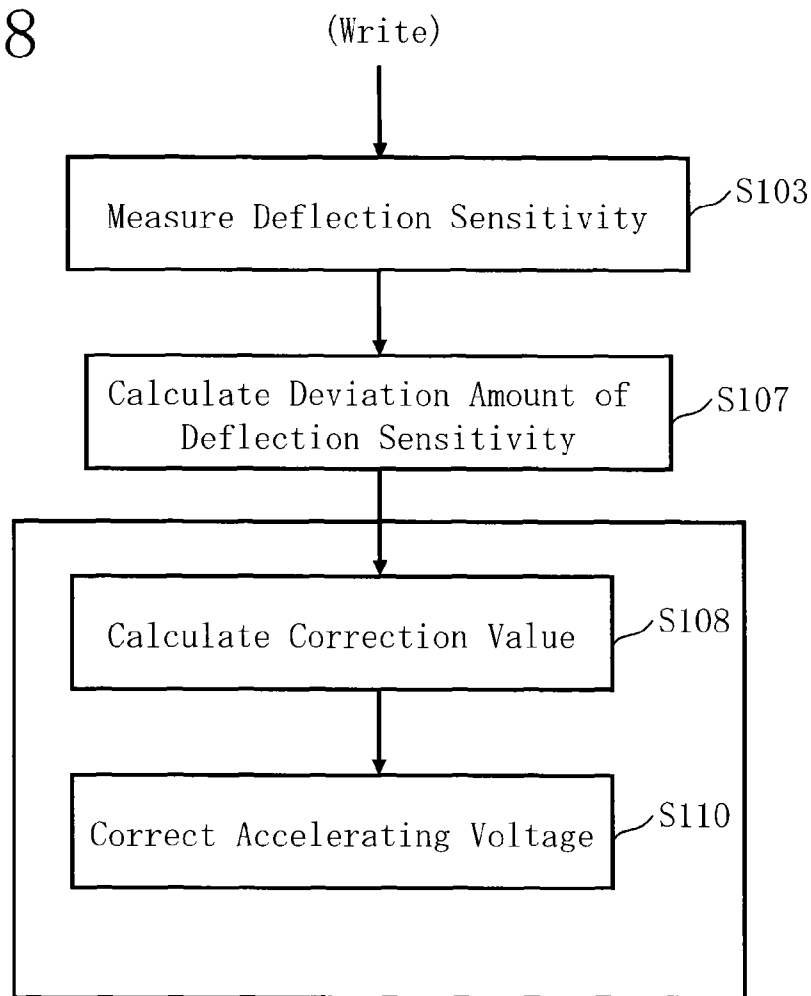 8
(Write)
Measure Deflection Sensitivity
S103
Calculate Deviation Amount of
Deflection Sensitivity
S107
Calculate Correction Value
S108
Correct Accelerating Voltage
S110